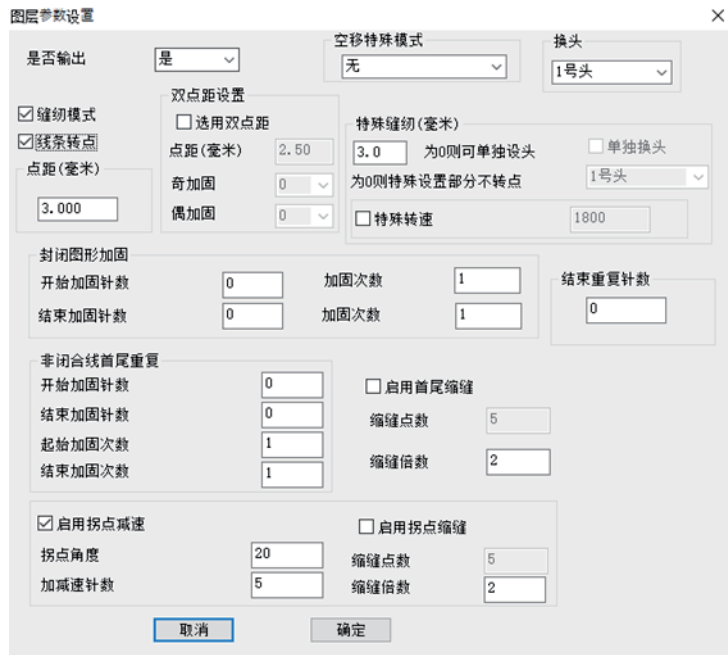 图层参数设置
是否输出 是
空移特殊模式
无
换头
1号头
缝纫模式
线条转点
点距(毫米)
3.000
双点距设置
选用双点距
点距(毫米) 2.50
奇加固 0
偶加固 0
特殊缝纫(毫米)
3.0 为0则可单独设头 单独换头
为0则特殊设置部分不转点 1号头
特殊转速 1800
封闭图形加固
开始加固针数 0 加固次数 1
结束加固针数 0 加固次数 1
结束重复针数
0
非闭合线首尾重复
开始加固针数 0
结束加固针数 0
起始加固次数 1
结束加固次数 1
启用首尾缩缝
缩缝点数 5
缩缝倍数 2
启用拐点减速
拐点角度 20
加减速针数 5
启用拐点缩缝
缩缝点数 5
缩缝倍数 2
取消 确定